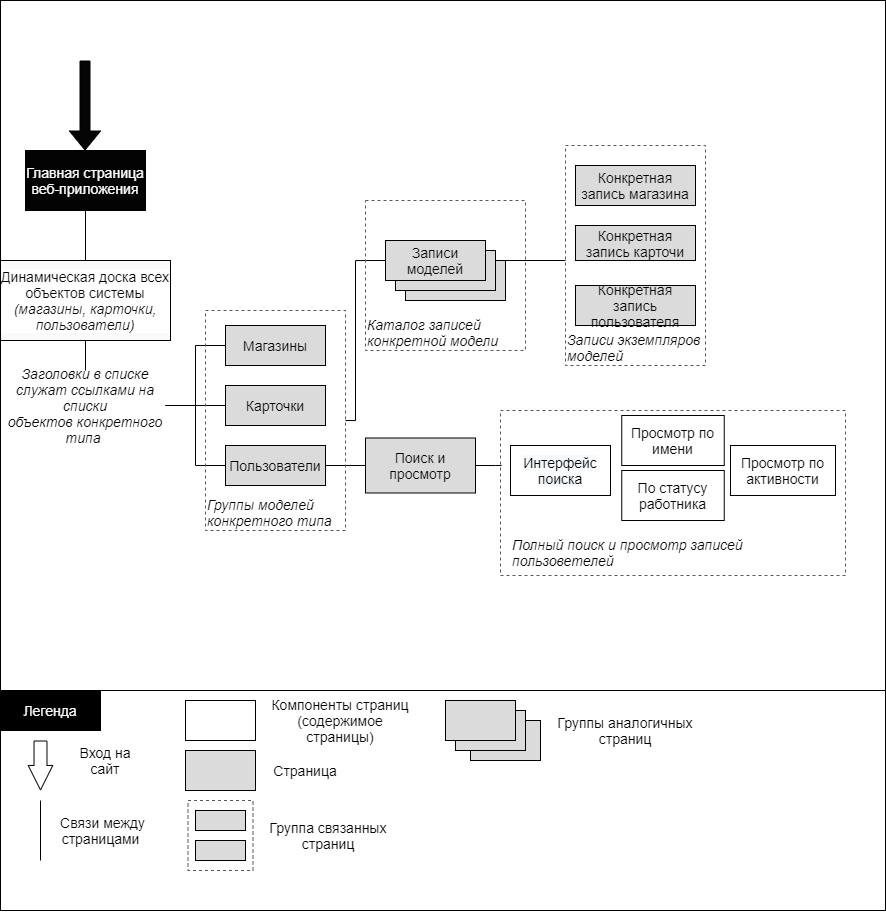 Главная страница
веб-приложения
Динамическая доска всех
объектов системы
(магазины, карточки,
пользователи)
Заголовки в списке
служат ссылками на
списки
объектов конкретного
типа
Магазины
Карточки
Пользователи
Группы моделей
конкретного типа
Записи
моделей
Каталог записей
конкретной модели
Конкретная
запись магазина
Конкретная
запись карточи
Конкретная
запись
пользователя
Записи экземпляров
моделей
Поиск и
просмотр
Интерфейс
поиска
Просмотр по
имени
По статусу
работника
Просмотр по
активности
Полный поиск и просмотр записей
пользоветелей
Легенда
Вход на
сайт
Связи между
страницами
Компоненты страниц
(содержимое
страницы)
Страница
Группа связанных
страниц
Группы аналогичных
страниц